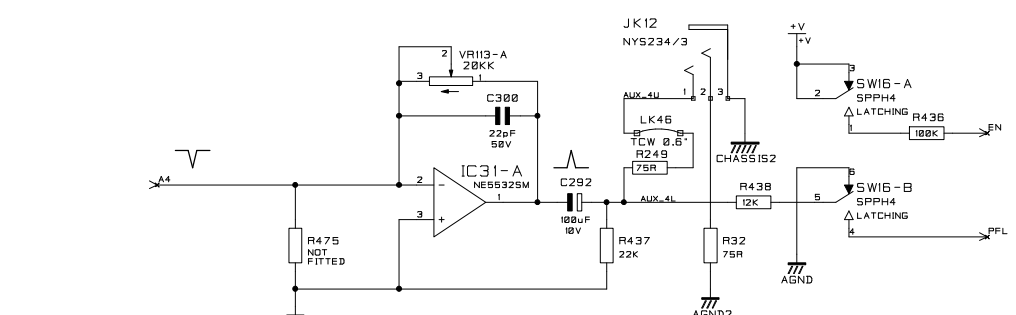 JK12
NYS234/3
+V
+V
2
VR113-A
20KK
3
1
C300
22pF
50V
AUX_4U
1
2
3
LK46
TCW 0.6"
R249
75R
CHASSIS2
3
SW16-A
SPPH4
2
LATCHING
1
R436
100K
EN
A4
2
-
IC31-A
NE5532SM
1
3
+
C292
100uF
10V
AUX_4L
R438
12K
6
SW16-B
SPPH4
5
LATCHING
4
PFL
R475
NOT
FITTED
R437
22K
R32
75R
AGND
AGND2